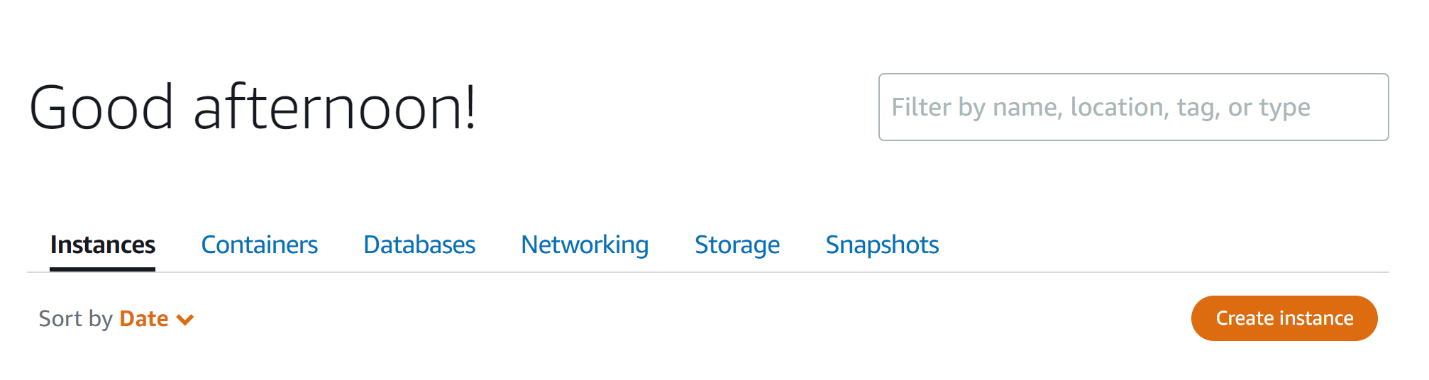 Good afternoon!
Filter by name, location, tag, or type
Instances Containers Databases Networking Storage Snapshots
Sort by Date
Create instance